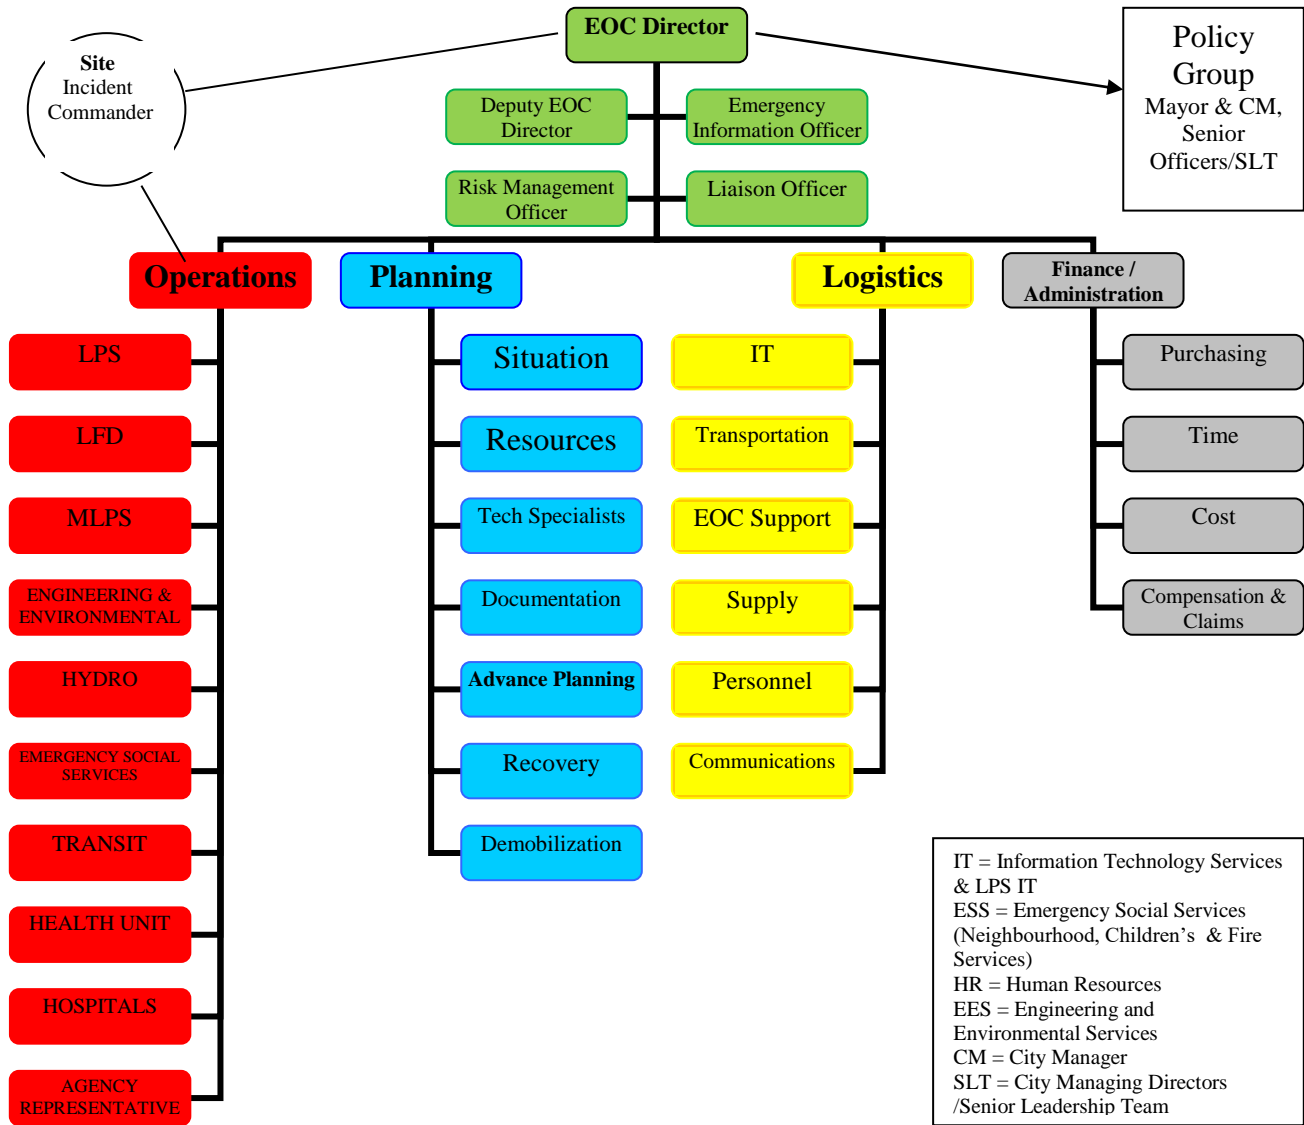 EOC Director
Site
Incident
Commander
Policy
Group
Mayor & CM,
Senior
Officers/SLT
Deputy EOC
Director
Emergency
Information Officer
Risk Management
Officer
Liaison Officer
Operations
Planning
Logistics
Finance /
Administration
LPS
LFD
MLPS
ENGINEERING &
ENVIRONMENTAL
HYDRO
EMERGENCY SOCIAL
SERVICES
TRANSIT
HEALTH UNIT
HOSPITALS
AGENCY
REPRESENTATIVE
Situation
Resources
Tech Specialists
Documentation
Advance Planning
Recovery
Demobilization
IT
Transportation
EOC Support
Supply
Personnel
Communications
Purchasing
Time
Cost
Compensation &
Claims
IT = Information Technology Services
& LPS IT
ESS = Emergency Social Services
(Neighbourhood, Children’s & Fire
Services)
HR = Human Resources
EES = Engineering and
Environmental Services
CM = City Manager
SLT = City Managing Directors
/Senior Leadership Team